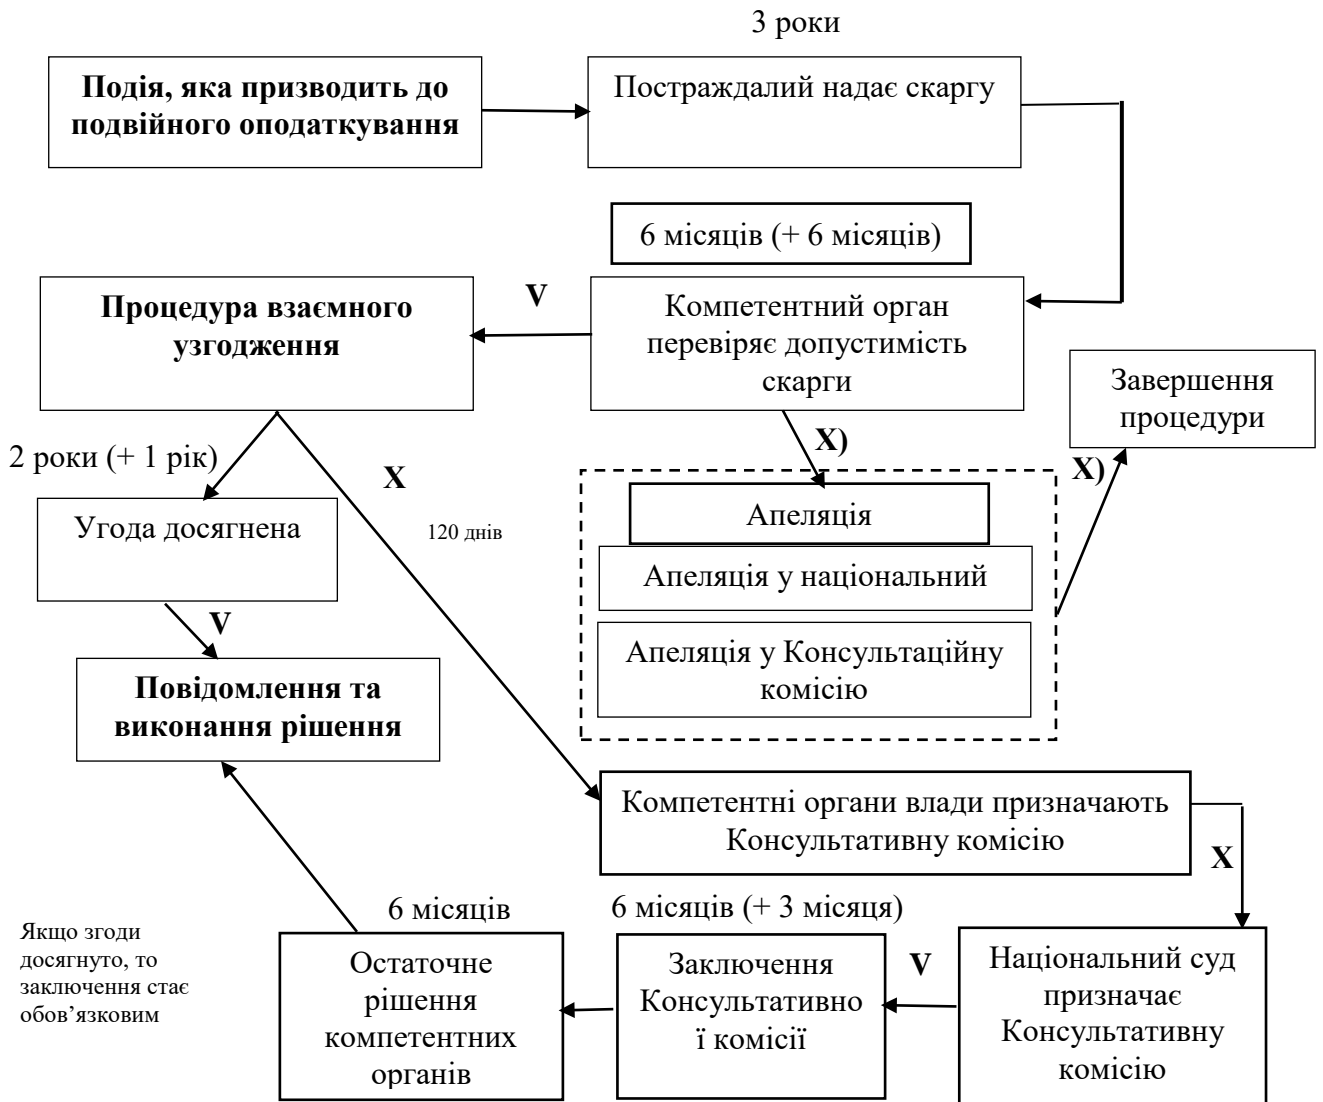 3 роки
Подія, яка призводить до
подвійного оподаткування
Постраждалий надає скаргу
6 місяців (+ 6 місяців)
Процедура взаємного
узгодження
V
Компетентний орган
перевіряє допустимість
скарги
Завершення
процедури
2 роки (+ 1 рік)
X
X)
X)
Угода досягнена
120 днів
Апеляція
Апеляція у національний
V
Апеляція у Консультаційну
комісію
Повідомлення та
виконання рішення
Компетентні органи влади призначають
Консультативну комісію
X
6 місяців
6 місяців (+ 3 місяця)
Якщо згоди
досягнуто, то
заключення стає
обов’язковим
Остаточне
рішення
компетентних
органів
Заключення
Консультативно
ї комісії
V
Національний суд
призначає
Консультативну
комісію